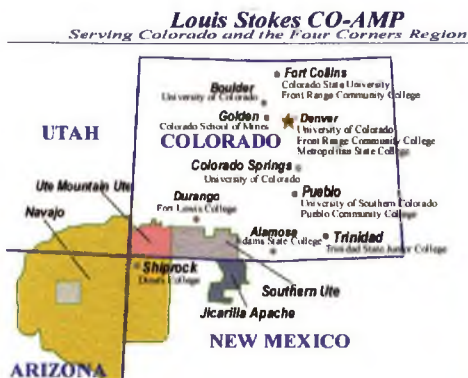 Louis Stokes CO-AMP
Serving Colorado and the Four Corners Region
Fort Collins
Colorado State University
Front Range Community College
Boulder
University of Colorado
Golden
Colorado School of Mines
Denver
University of Colorado
Front Range Community College
Metropolitan State College
UTAH
COLORADO
Colorado Springs
University of Colorado
Ute Mountain Ute
Navajo
Durango
Fort Lewis College
Pueblo
University of Southern Colorado
Pueblo Community College
Alamosa
Adams State College
Trinidad
Trinidad State Junior College
Shiprock
College
Southern Ute
Jicarilla Apache
NEW MEXICO
ARIZONA